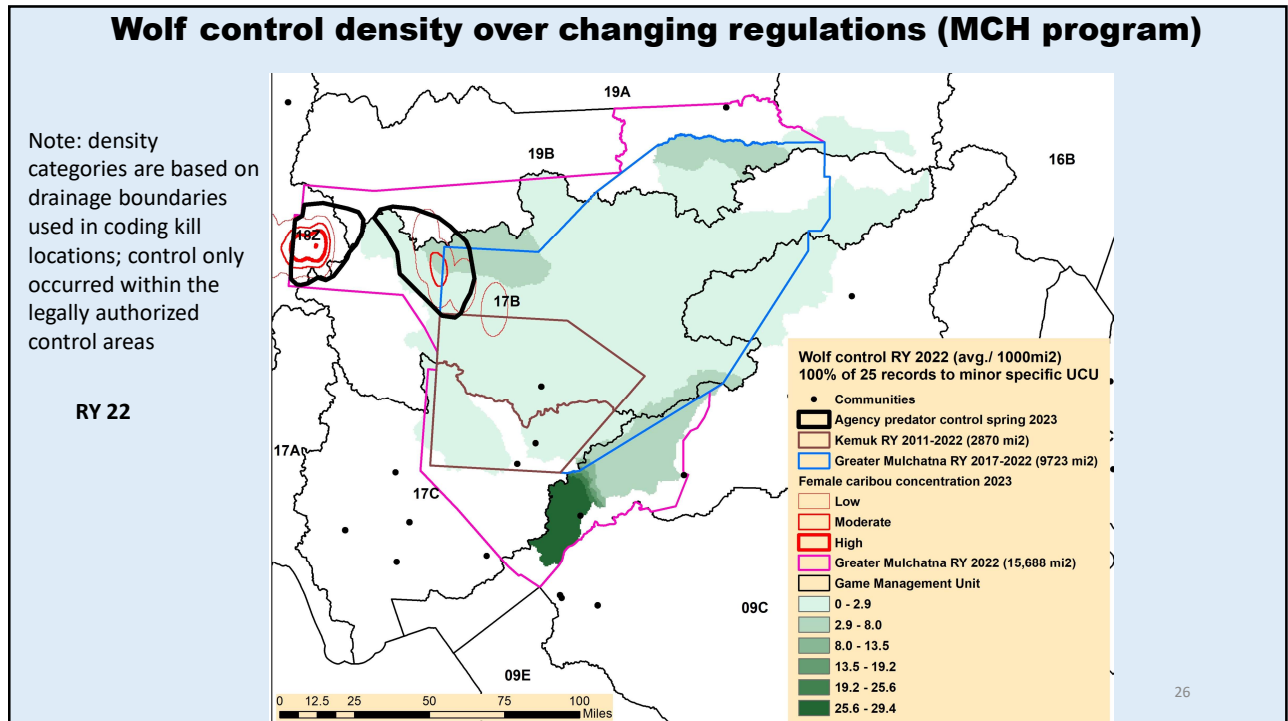 Wolf control density over changing regulations (MCH program)
Note: density
categories are based on
drainage boundaries
used in coding kill
locations; control only
occurred within the
legally authorized
control areas
RY 22
19A
19B
16B
18Z
17B
17A
17C
09C
09E
Wolf control RY 2022 (avg./ 1000mi2)
100% of 25 records to minor specific UCU
Communities
Agency predator control spring 2023
Kemuk RY 2011-2022 (2870 mi2)
Greater Mulchatna RY 2017-2022 (9723 mi2)
Female caribou concentration 2023
Low
Moderate
High
Greater Mulchatna RY 2022 (15,688 mi2)
Game Management Unit
0 - 2.9
2.9 - 8.0
8.0 - 13.5
13.5 - 19.2
19.2 - 25.6
25.6 - 29.4
0 12.5 25 50 75 100
Miles
26